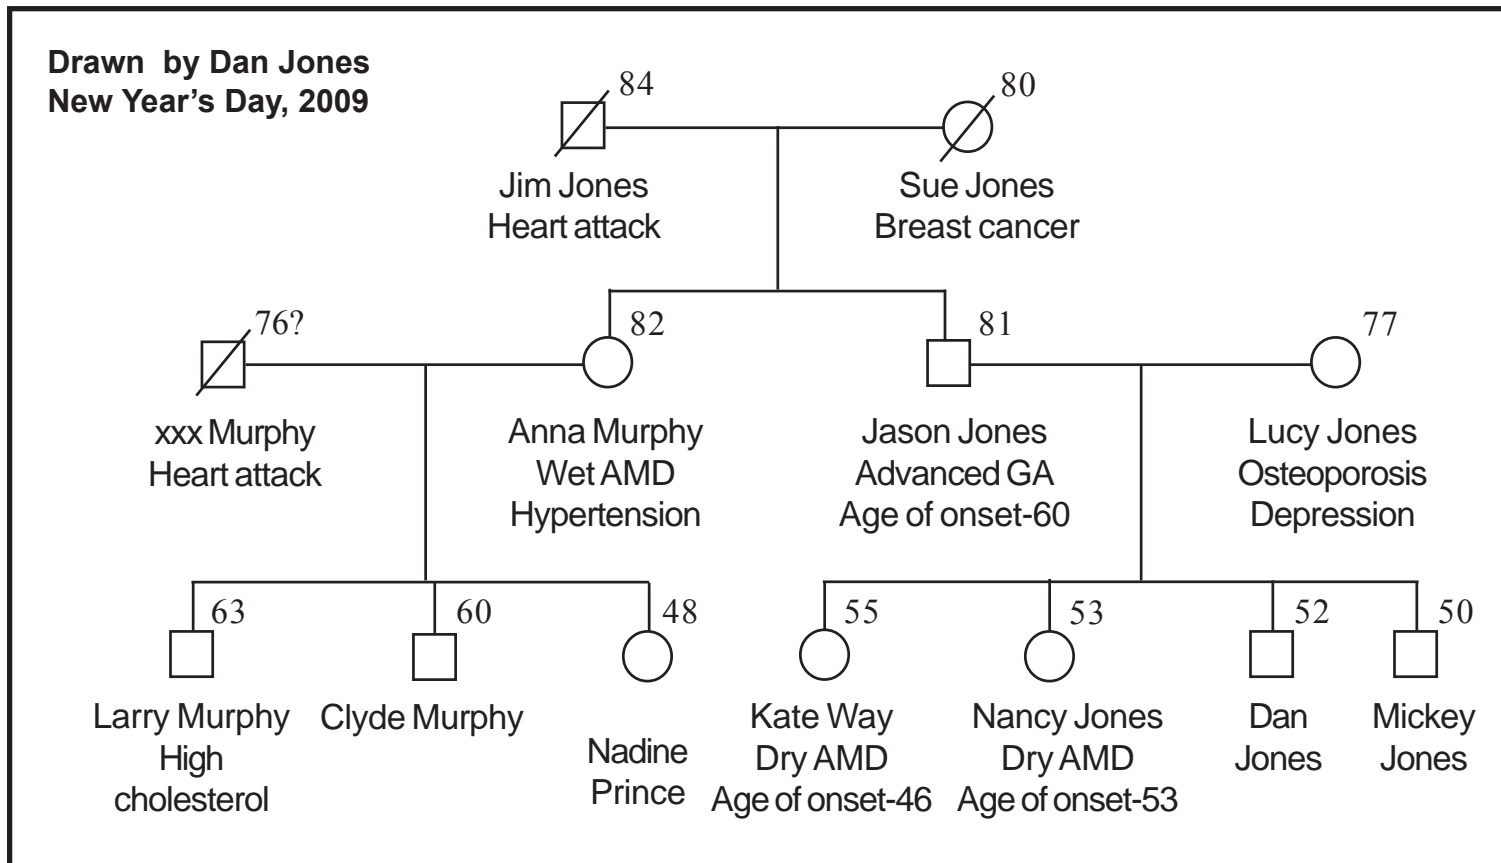 Drawn by Dan Jones
New Year's Day, 2009
84
80
Jim Jones
Heart attack
Sue Jones
Breast cancer
76?
82
81
77
xxx Murphy
Heart attack
Anna Murphy
Wet AMD
Hypertension
Jason Jones
Advanced GA
Age of onset-60
Lucy Jones
Osteoporosis
Depression
63
60
48
55
53
52
50
Larry Murphy
High
cholesterol
Clyde Murphy
Nadine
Prince
Kate Way
Dry AMD
Age of onset-46
Nancy Jones
Dry AMD
Age of onset-53
Dan
Jones
Mickey
Jones